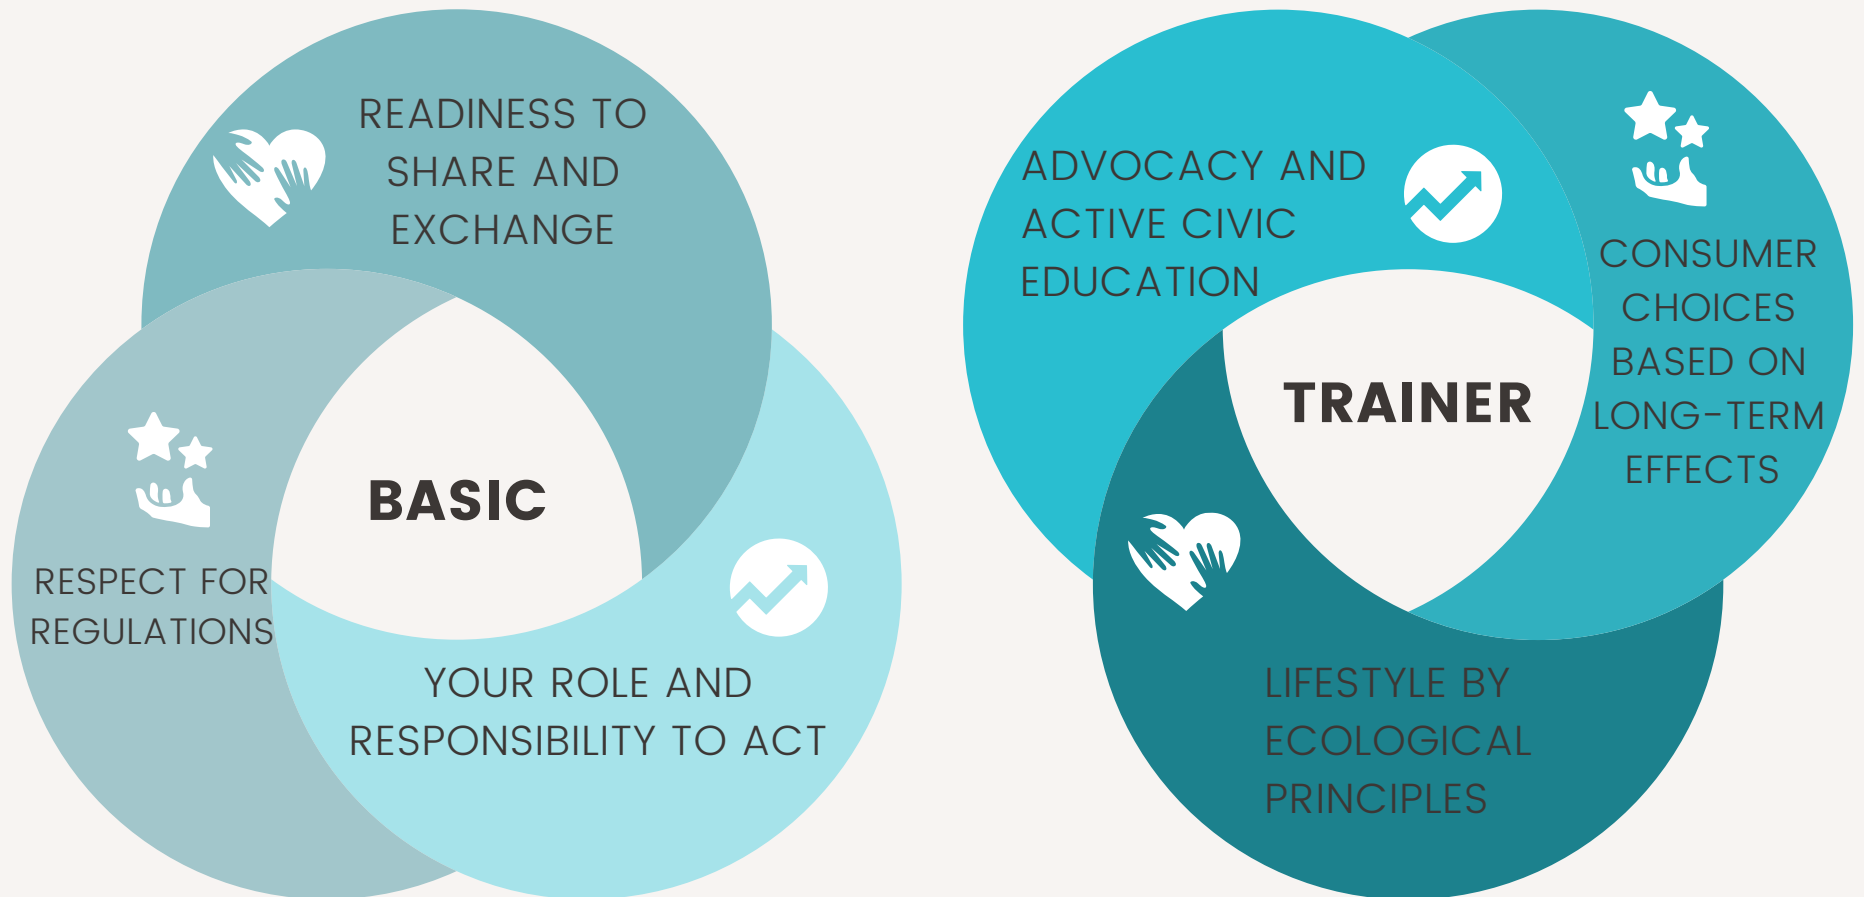 READINESS TO
SHARE AND
EXCHANGE
BASIC
RESPECT FOR
REGULATIONS
YOUR ROLE AND
RESPONSIBILITY TO ACT
ADVOCACY AND
ACTIVE CIVIC
EDUCATION
CONSUMER
CHOICES
BASED ON
LONG-TERM
EFFECTS
TRAINER
LIFESTYLE BY
ECOLOGICAL
PRINCIPLES